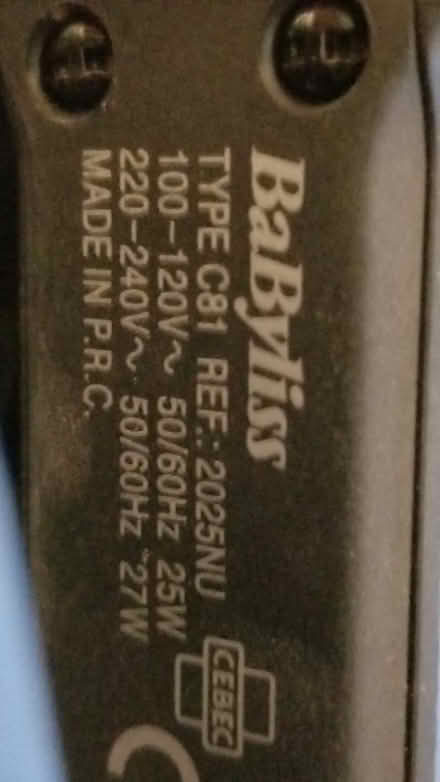 BaByliss
TYPE C81 REF.: 2025NU
100-120V~ 50/60Hz 25W
220-240V~ 50/60Hz 27W
MADE IN P.R.C.
CEBEC